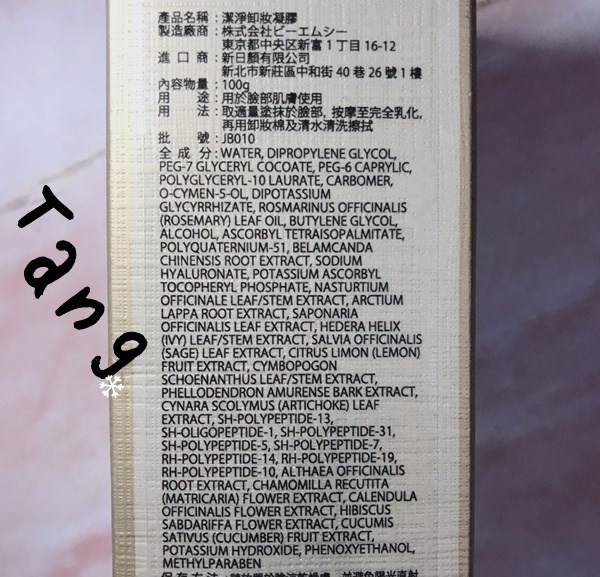 產品名稱：潔淨卸妝凝膠
製造廠商：株式会社ビーエムシー
東京都中央区新富1丁目16-12
進口商：新日顏有限公司
新北市新莊區中和街40巷26號1樓
內容物量：100g
用途：用於臉部肌膚使用
用法：取適量塗抹於臉部, 按摩至完全乳化,
再用卸妝棉及清水清洗擦拭
批號：JB010
全成分：WATER, DIPROPYLENE GLYCOL,
PEG-7 GLYCERYL COCOATE, PEG-6 CAPRYLIC,
POLYGLYCERYL-10 LAURATE, CARBOMER,
O-CYMEN-5-OL, DIPOTASSIUM
GLYCYRRHIZATE, ROSMARINUS OFFICINALIS
(ROSEMARY) LEAF OIL, BUTYLENE GLYCOL,
ALCOHOL, ASCORBYL TETRAISOPALMITATE,
POLYQUATERNIUM-51, BELAMCANDA
CHINENSIS ROOT EXTRACT, SODIUM
HYALURONATE, POTASSIUM ASCORBYL
TOCOPHERYL PHOSPHATE, NASTURTIUM
OFFICINALE LEAF/STEM EXTRACT, ARCTIUM
LAPPA ROOT EXTRACT, SAPONARIA
OFFICINALIS LEAF EXTRACT, HEDERA HELIX
(IVY) LEAF/STEM EXTRACT, SALVIA OFFICINALIS
(SAGE) LEAF EXTRACT, CITRUS LIMON (LEMON)
FRUIT EXTRACT, CYMBOPOGON
SCHOENANTHUS LEAF/STEM EXTRACT,
PHELLODENDRON AMURENSE BARK EXTRACT,
CYNARA SCOLYMUS (ARTICHOKE) LEAF
EXTRACT, SH-POLYPEPTIDE-13,
SH-OLIGOPEPTIDE-1, SH-POLYPEPTIDE-31,
SH-POLYPEPTIDE-5, SH-POLYPEPTIDE-7,
RH-POLYPEPTIDE-14, RH-POLYPEPTIDE-19,
RH-POLYPEPTIDE-10, ALTHAEA OFFICINALIS
ROOT EXTRACT, CHAMOMILLA RECUTITA
(MATRICARIA) FLOWER EXTRACT, CALENDULA
OFFICINALIS FLOWER EXTRACT, HIBISCUS
SABDARIFFA FLOWER EXTRACT, CUCUMIS
SATIVUS (CUCUMBER) FRUIT EXTRACT,
POTASSIUM HYDROXIDE, PHENOXYETHANOL,
METHYLPARABEN
Tang